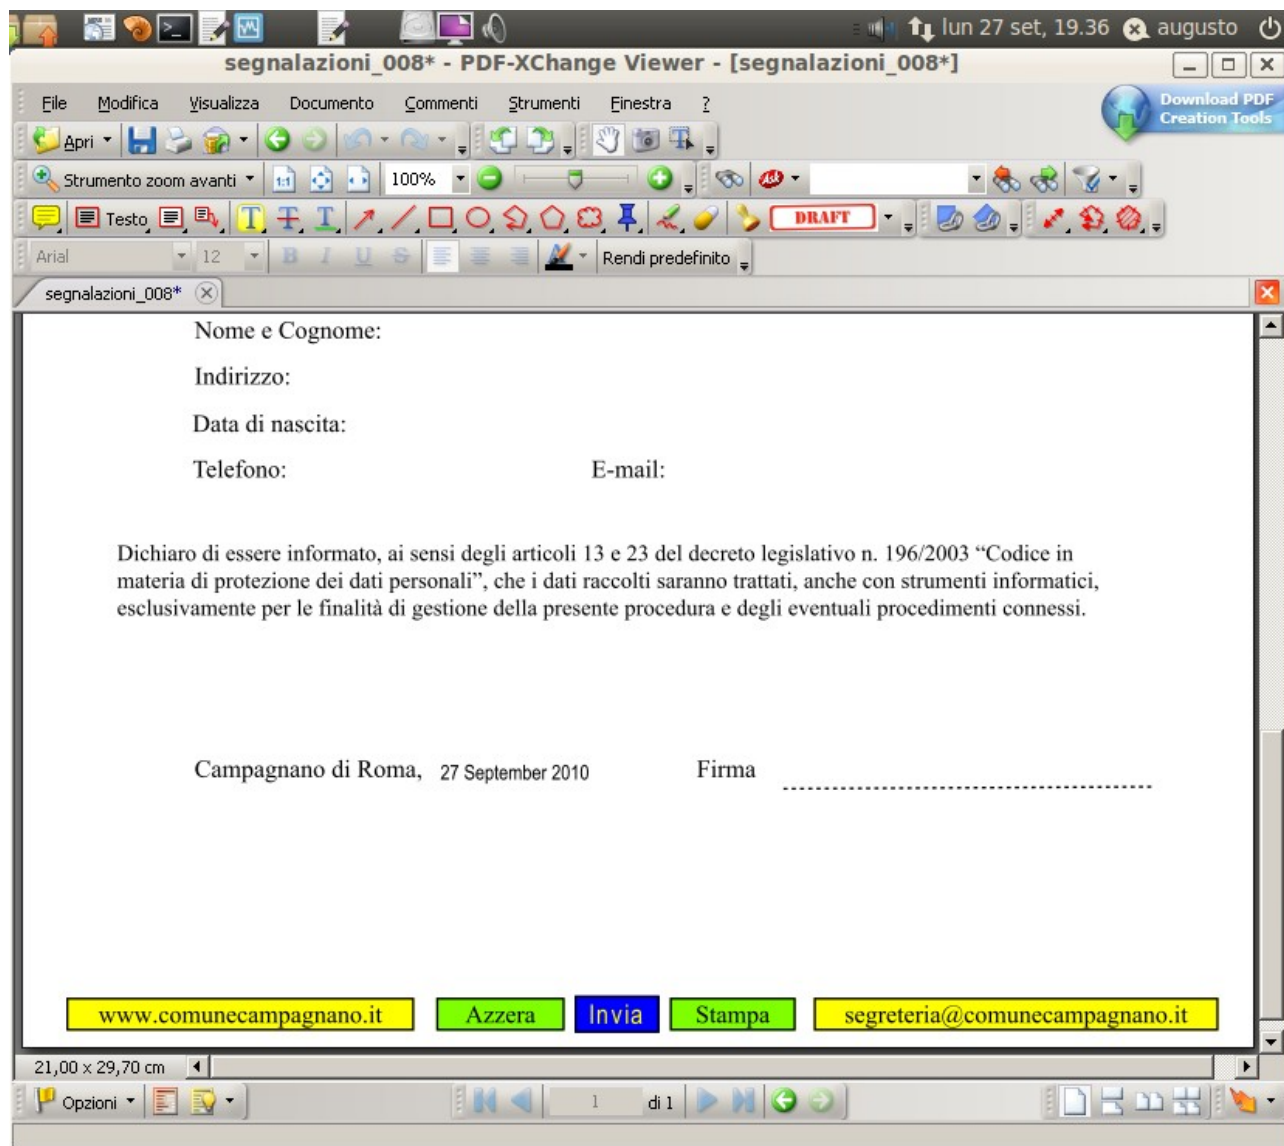 lun 27 set, 19.36 augusto
segnalazioni_008* - PDF-XChange Viewer - [segnalazioni_008*]
File Modifica Visualizza Documento Commenti Strumenti Finestra ?
Download PDF
Creation Tools
Apri
Strumento zoom avanti 1:1 100% Ask
Testo T T T DRAFT
Arial 12 B I U S Rendi predefinito
segnalazioni_008*
Nome e Cognome:
Indirizzo:
Data di nascita:
Telefono: E-mail:
Dichiaro di essere informato, ai sensi degli articoli 13 e 23 del decreto legislativo n. 196/2003 “Codice in
materia di protezione dei dati personali”, che i dati raccolti saranno trattati, anche con strumenti informatici,
esclusivamente per le finalità di gestione della presente procedura e degli eventuali procedimenti connessi.
Campagnano di Roma, 27 September 2010 Firma
www.comunecampagnano.it Azzera Invia Stampa segreteria@comunecampagnano.it
21,00 x 29,70 cm
Opzioni 1 di 1